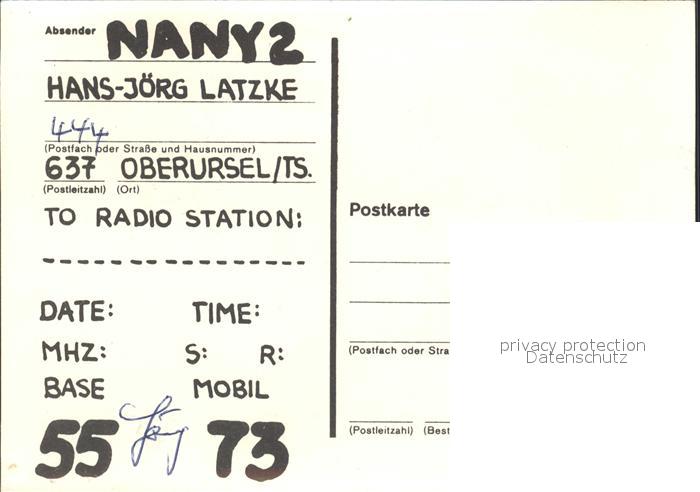 Absender NANY2
HANS-JÖRG LATZKE
444
(Postfach oder Straße und Hausnummer)
637 OBERURSEL/TS.
(Postleitzahl) (Ort)
TO RADIO STATION:
DATE: TIME:
MHZ: S: R:
BASE MOBIL
55 Jörg 73
Postkarte
(Postfach oder Stra
(Postleitzahl) (Best
privacy protection
Datenschutz